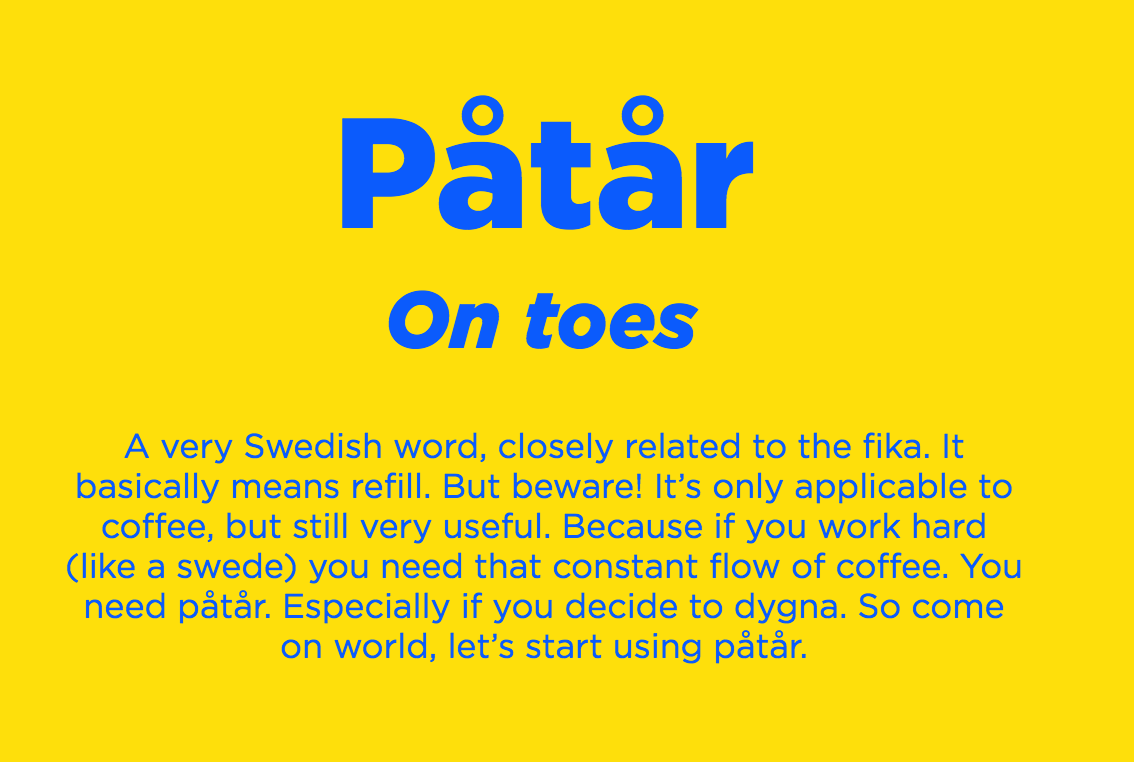 Påtår
On toes
A very Swedish word, closely related to the fika. It
basically means refill. But beware! It’s only applicable to
coffee, but still very useful. Because if you work hard
(like a swede) you need that constant flow of coffee. You
need påtår. Especially if you decide to dygna. So come
on world, let’s start using påtår.